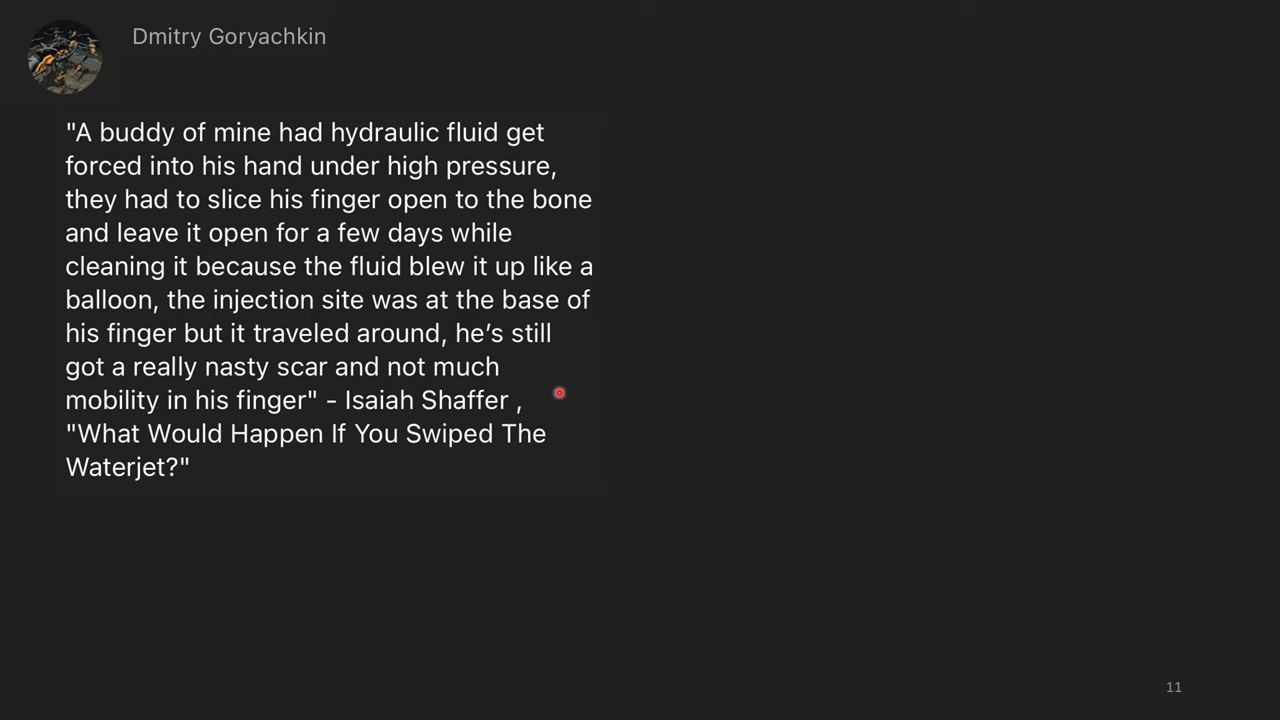 Dmitry Goryachkin
"A buddy of mine had hydraulic fluid get
forced into his hand under high pressure,
they had to slice his finger open to the bone
and leave it open for a few days while
cleaning it because the fluid blew it up like a
balloon, the injection site was at the base of
his finger but it traveled around, he’s still
got a really nasty scar and not much
mobility in his finger" - Isaiah Shaffer ,
"What Would Happen If You Swiped The
Waterjet?"
11